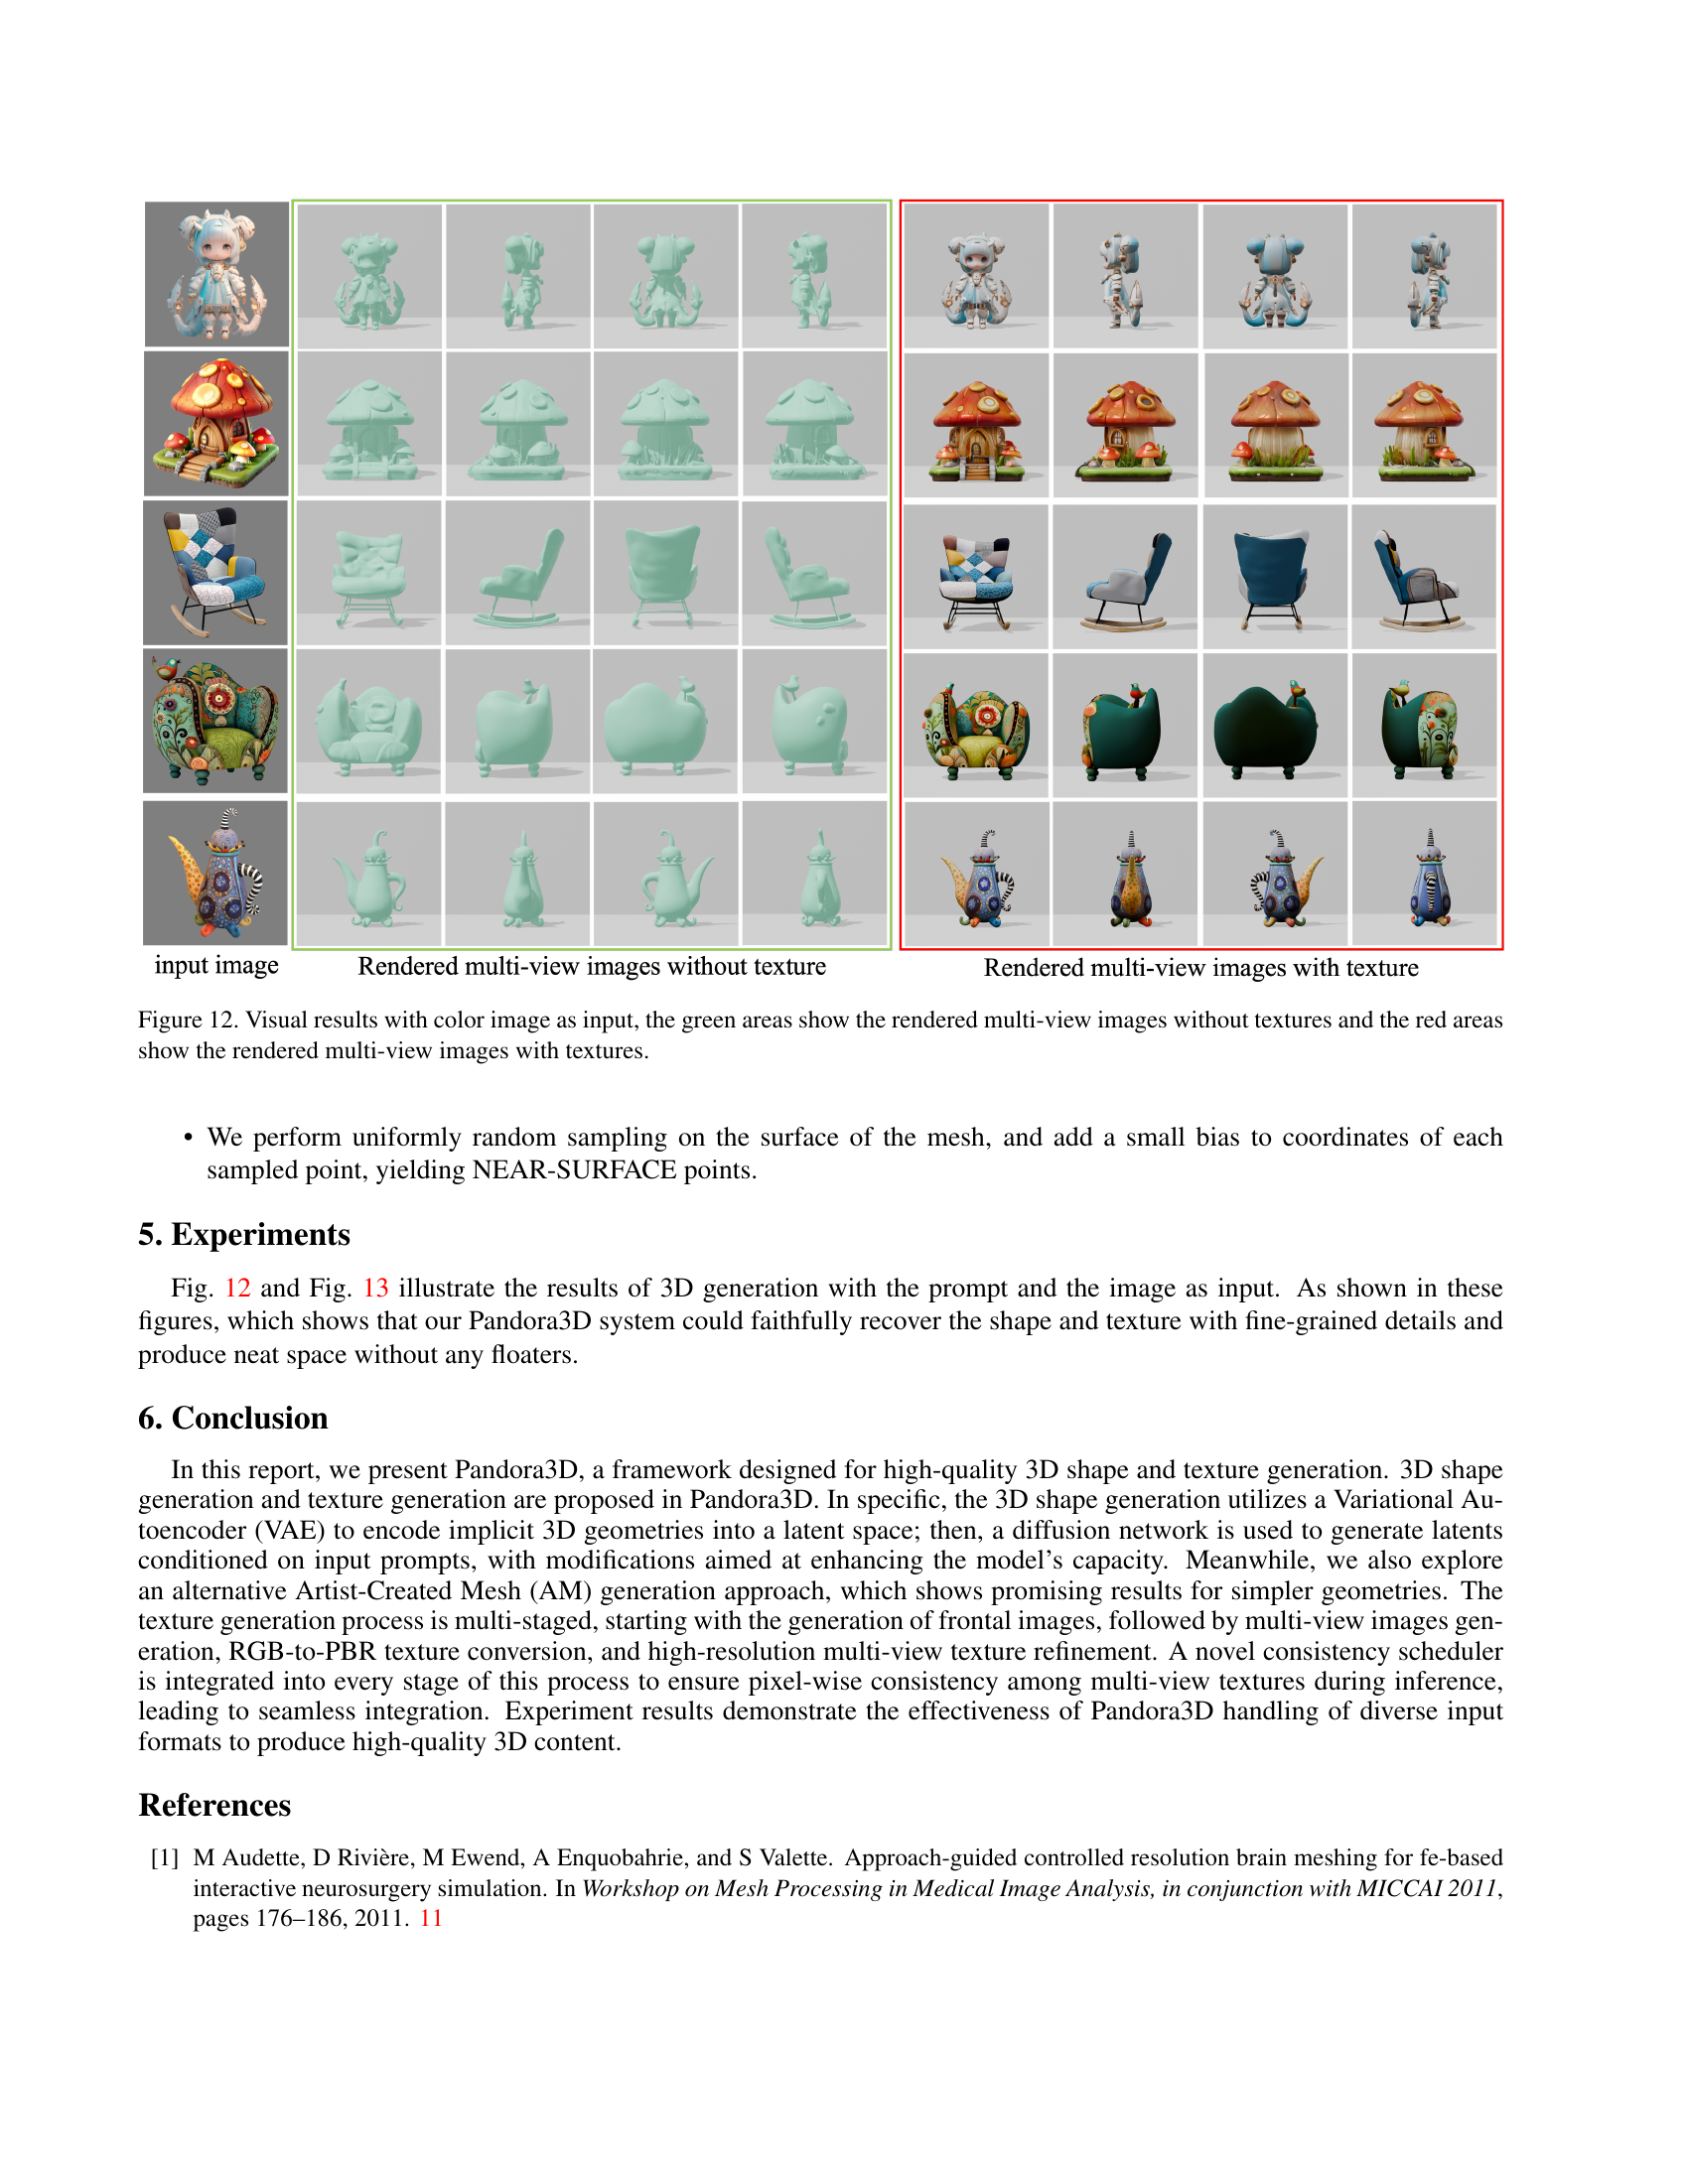 input image
Rendered multi-view images without texture
Rendered multi-view images with texture
Figure 12. Visual results with color image as input, the green areas show the rendered multi-view images without textures and the red areas
show the rendered multi-view images with textures.
• We perform uniformly random sampling on the surface of the mesh, and add a small bias to coordinates of each
sampled point, yielding NEAR-SURFACE points.
5. Experiments
Fig. 12 and Fig. 13 illustrate the results of 3D generation with the prompt and the image as input. As shown in these
figures, which shows that our Pandora3D system could faithfully recover the shape and texture with fine-grained details and
produce neat space without any floaters.
6. Conclusion
In this report, we present Pandora3D, a framework designed for high-quality 3D shape and texture generation. 3D shape
generation and texture generation are proposed in Pandora3D. In specific, the 3D shape generation utilizes a Variational Au-
toencoder (VAE) to encode implicit 3D geometries into a latent space; then, a diffusion network is used to generate latents
conditioned on input prompts, with modifications aimed at enhancing the model's capacity. Meanwhile, we also explore
an alternative Artist-Created Mesh (AM) generation approach, which shows promising results for simpler geometries. The
texture generation process is multi-staged, starting with the generation of frontal images, followed by multi-view images gen-
eration, RGB-to-PBR texture conversion, and high-resolution multi-view texture refinement. A novel consistency scheduler
is integrated into every stage of this process to ensure pixel-wise consistency among multi-view textures during inference,
leading to seamless integration. Experiment results demonstrate the effectiveness of Pandora3D handling of diverse input
formats to produce high-quality 3D content.
References
[1] M Audette, D Rivière, M Ewend, A Enquobahrie, and S Valette. Approach-guided controlled resolution brain meshing for fe-based
interactive neurosurgery simulation. In Workshop on Mesh Processing in Medical Image Analysis, in conjunction with MICCAI 2011,
pages 176–186, 2011. 11